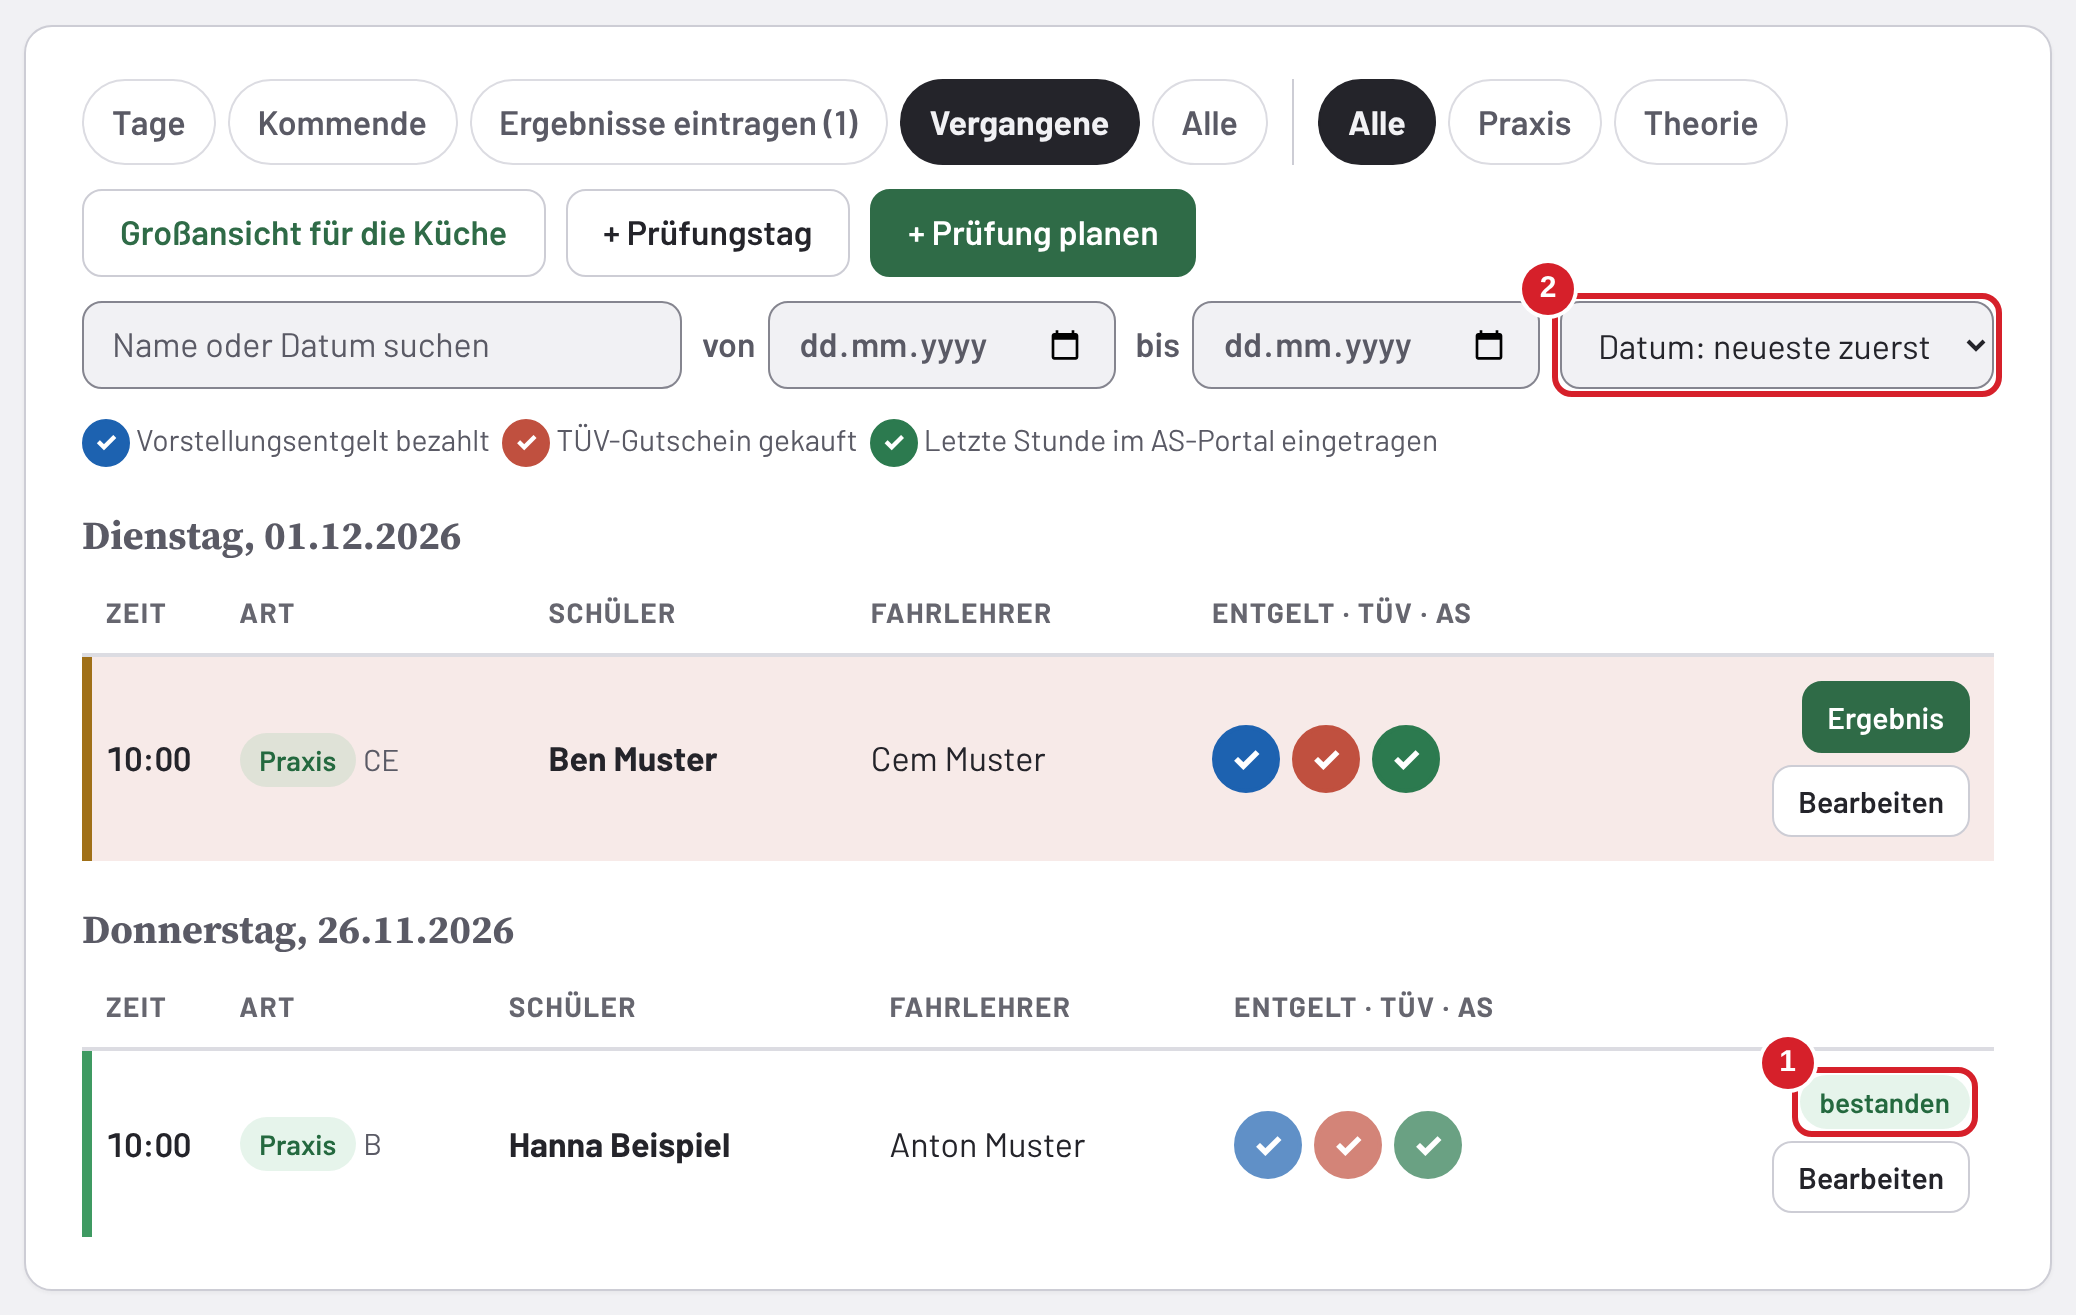 Tage Kommende Ergebnisse eintragen (1) Vergangene Alle Alle Praxis Theorie
Großansicht für die Küche + Prüfungstag + Prüfung planen
2
Name oder Datum suchen von dd.mm.yyyy bis dd.mm.yyyy Datum: neueste zuerst
Vorstellungsentgelt bezahlt TÜV-Gutschein gekauft Letzte Stunde im AS-Portal eingetragen
Dienstag, 01.12.2026
ZEIT ART SCHÜLER FAHRLEHRER ENTGELT · TÜV · AS
10:00 Praxis CE Ben Muster Cem Muster Ergebnis
Bearbeiten
Donnerstag, 26.11.2026
ZEIT ART SCHÜLER FAHRLEHRER ENTGELT · TÜV · AS
1
10:00 Praxis B Hanna Beispiel Anton Muster bestanden
Bearbeiten